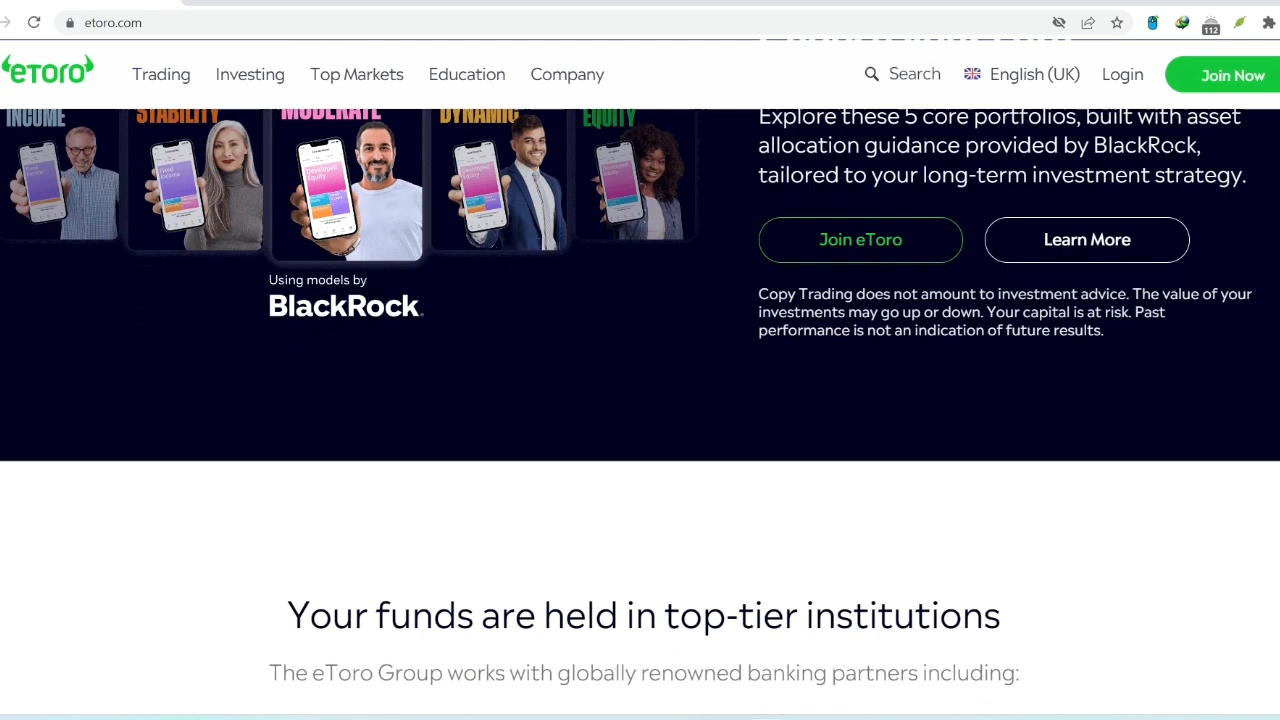 etoro.com
112
eToro
Trading
Investing
Top Markets
Education
Company
Search
English (UK)
Login
Join Now
INCOME
STABILITY
MODERATE
DYNAMIC
EQUITY
Developed
Equity
Using models by
BlackRock.
Explore these 5 core portfolios, built with asset
allocation guidance provided by BlackRock,
tailored to your long-term investment strategy.
Join eToro
Learn More
Copy Trading does not amount to investment advice. The value of your
investments may go up or down. Your capital is at risk. Past
performance is not an indication of future results.
Your funds are held in top-tier institutions
The eToro Group works with globally renowned banking partners including: